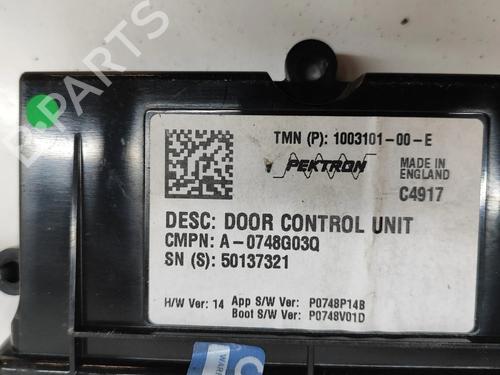 TMN (P): 1003101-00-E
PEKTRON
MADE IN
ENGLAND
C4917
DESC: DOOR CONTROL UNIT
CMPN: A-0748G03Q
SN (S): 50137321
H/W Ver: 14 App S/W Ver: P0748P14B
Boot S/W Ver: P0748V01D
B-PARTS